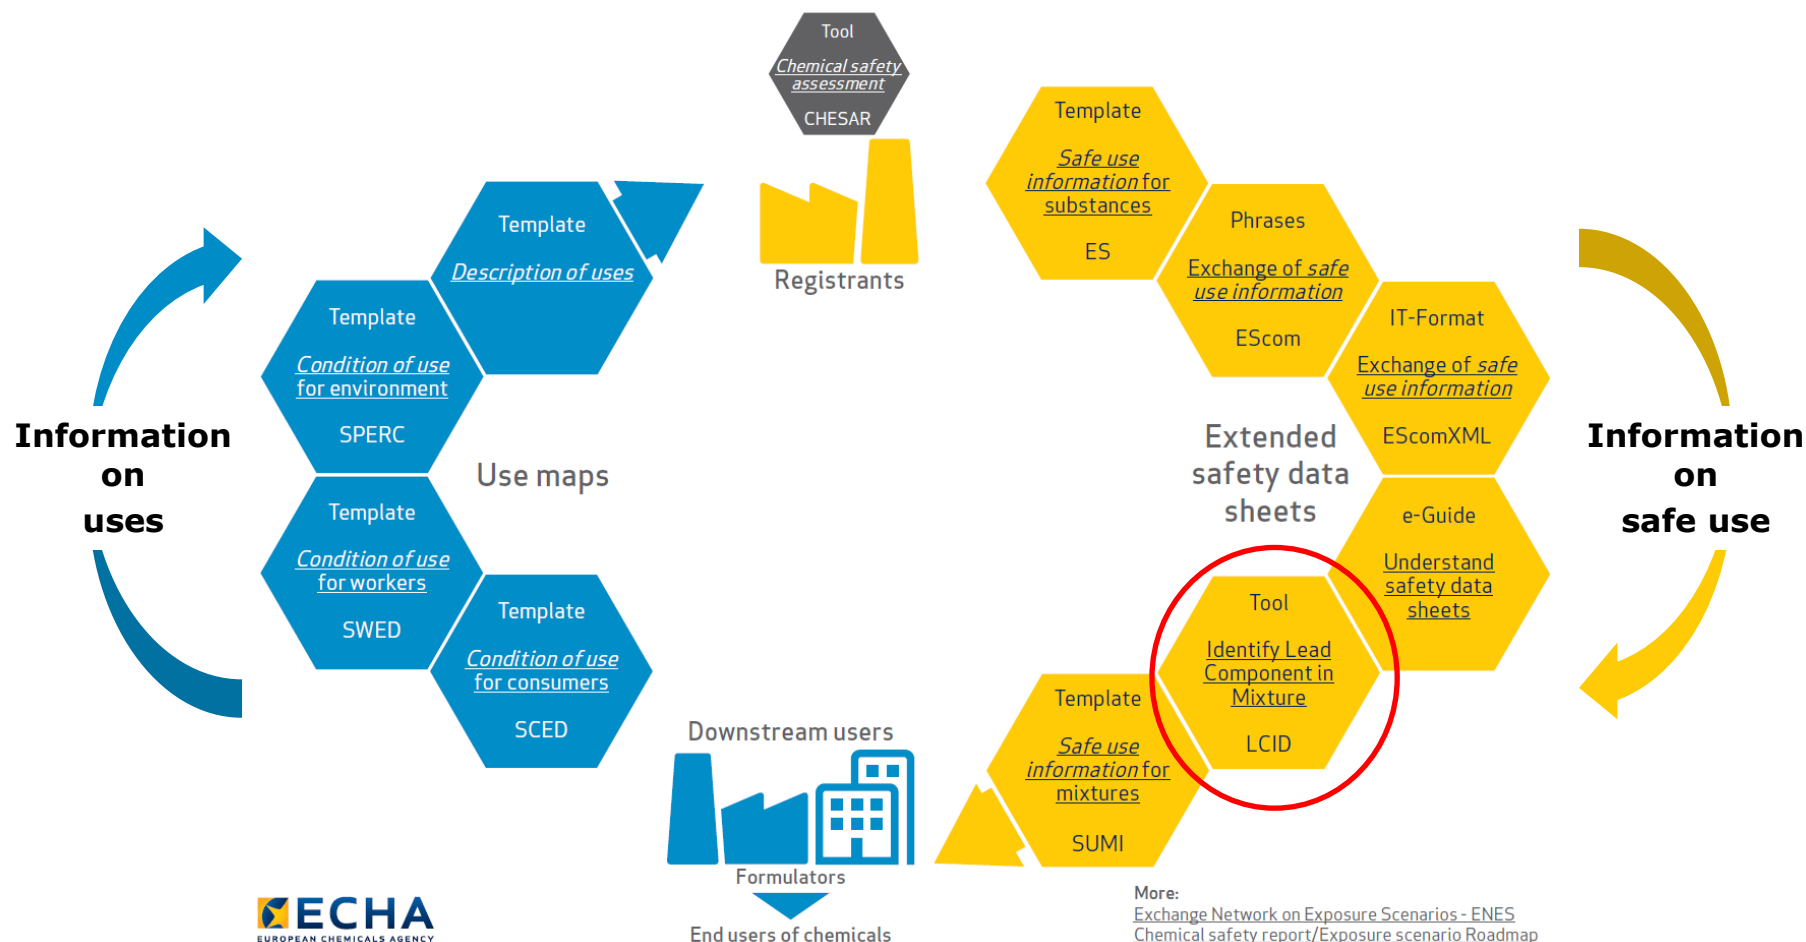 Tool
Chemical safety
assessment
CHESAR
Registrants
Template
Description of uses
Template
Condition of use
for environment
SPERC
Information
on
uses
Use maps
Template
Condition of use
for workers
SWED
Template
Condition of use
for consumers
SCED
Template
Safe use
information for
substances
ES
Phrases
Exchange of safe
use information
EScom
IT-Format
Exchange of safe
use information
EScomXML
Extended
safety data
sheets
Information
on
safe use
e-Guide
Understand
safety data
sheets
Tool
Identify Lead
Component in
Mixture
LCID
Template
Safe use
information for
mixtures
SUMI
Downstream users
Formulators
End users of chemicals
ECHA
EUROPEAN CHEMICALS AGENCY
More:
Exchange Network on Exposure Scenarios - ENES
Chemical safety report/Exposure scenario Roadmap